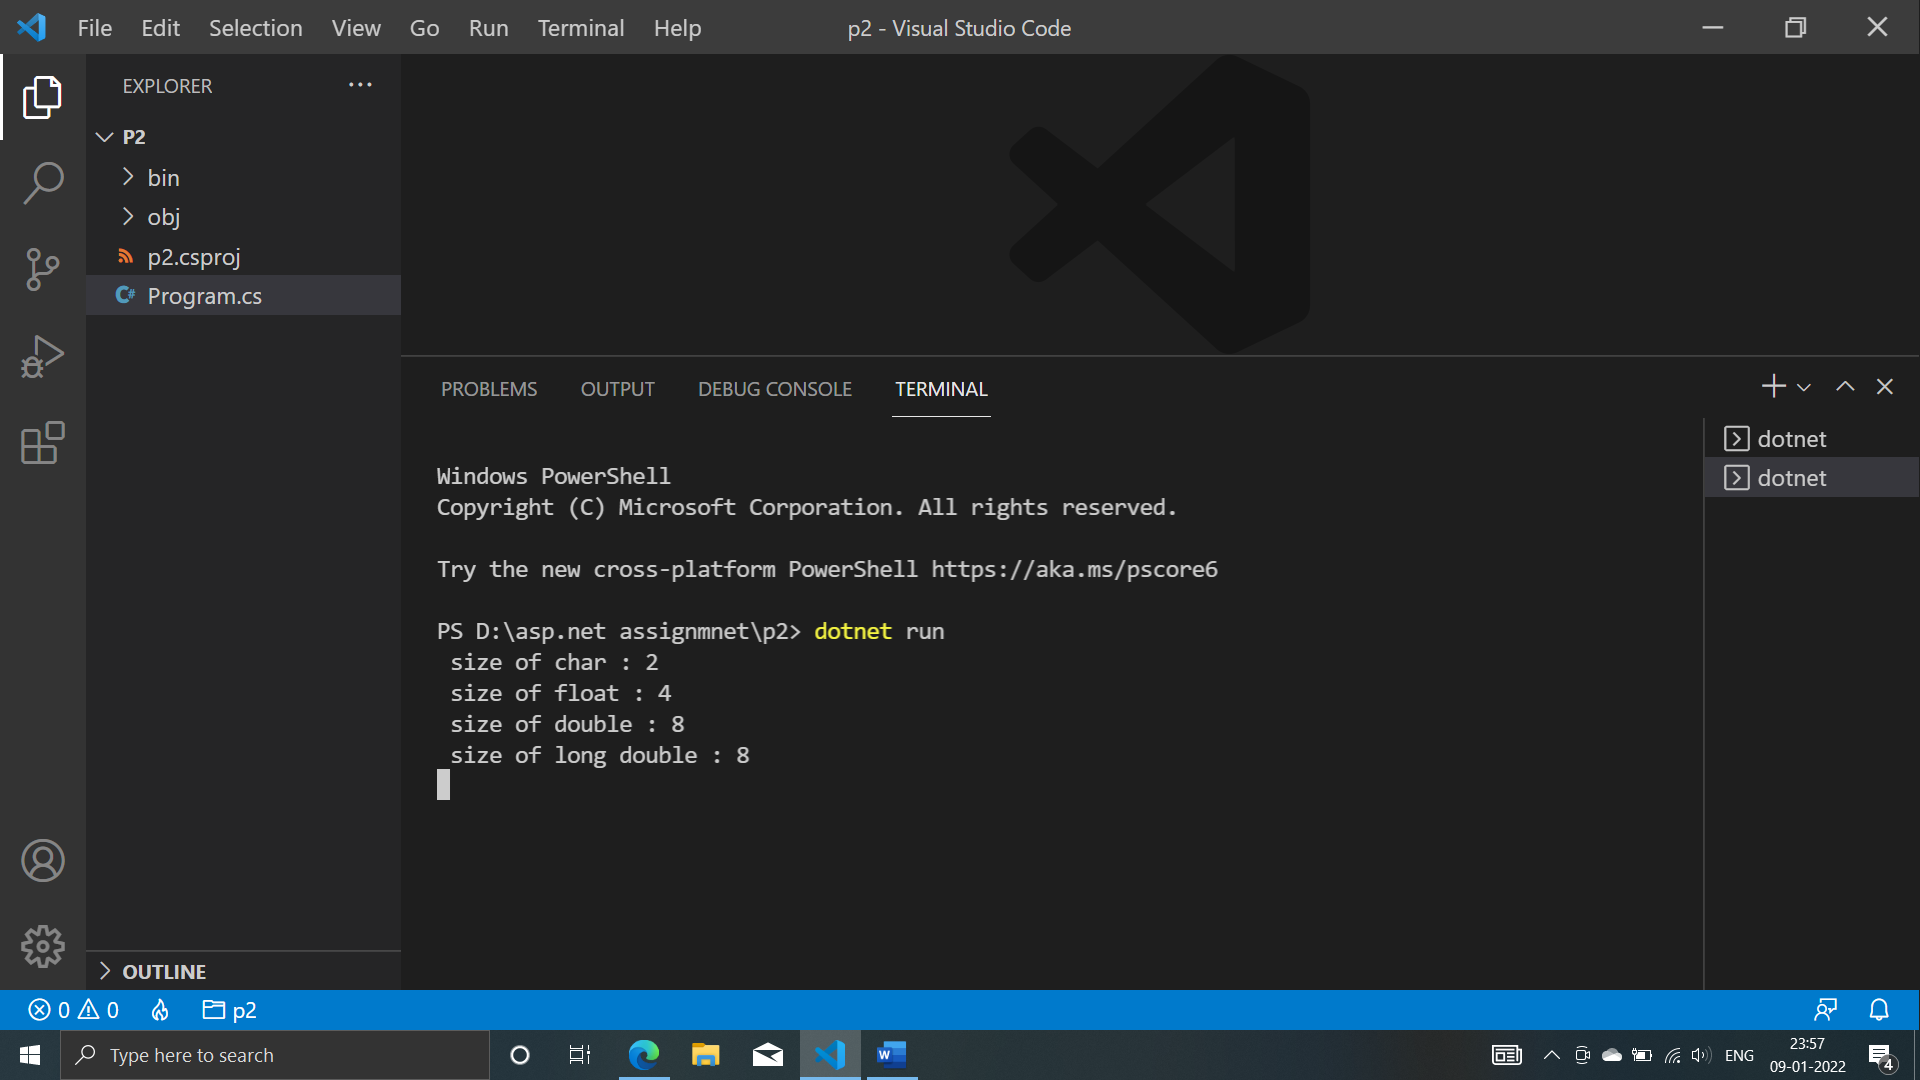 File Edit Selection View Go Run Terminal Help p2 - Visual Studio Code
EXPLORER
P2
bin
obj
p2.csproj
C# Program.cs
OUTLINE
PROBLEMS OUTPUT DEBUG CONSOLE TERMINAL
dotnet
dotnet
Windows PowerShell
Copyright (C) Microsoft Corporation. All rights reserved.
Try the new cross-platform PowerShell https://aka.ms/pscore6
PS D:\asp.net assignmnet\p2> dotnet run
size of char : 2
size of float : 4
size of double : 8
size of long double : 8
0 0 p2
Type here to search
W
ENG
23:57
09-01-2022
4